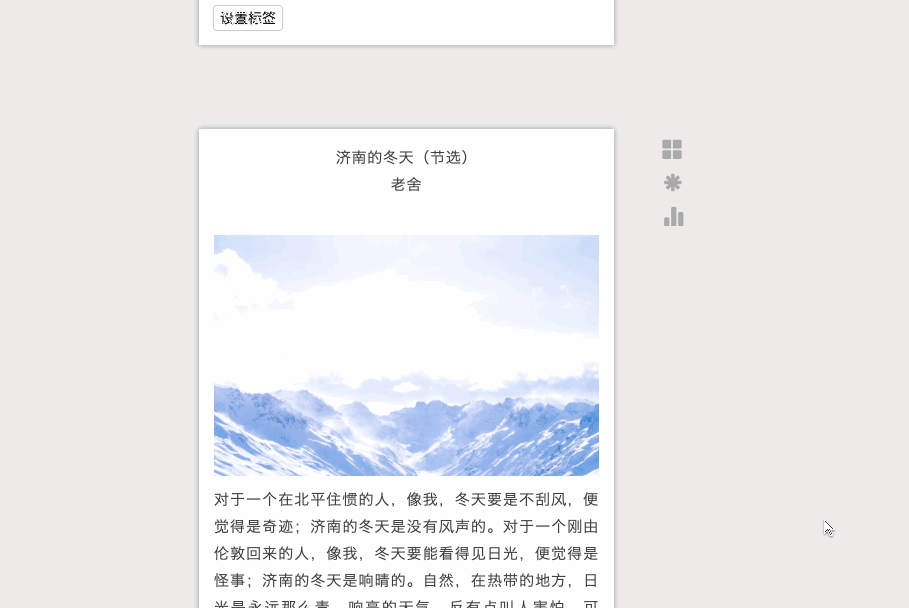 设置标签
济南的冬天（节选）
老舍
对于一个在北平住惯的人，像我，冬天要是不刮风，便
觉得是奇迹；济南的冬天是没有风声的。对于一个刚由
伦敦回来的人，像我，冬天要能看得见日光，便觉得是
怪事；济南的冬天是响晴的。自然，在热带的地方，日
光是永远那么毒，响亮的天气，反有点叫人害怕。可